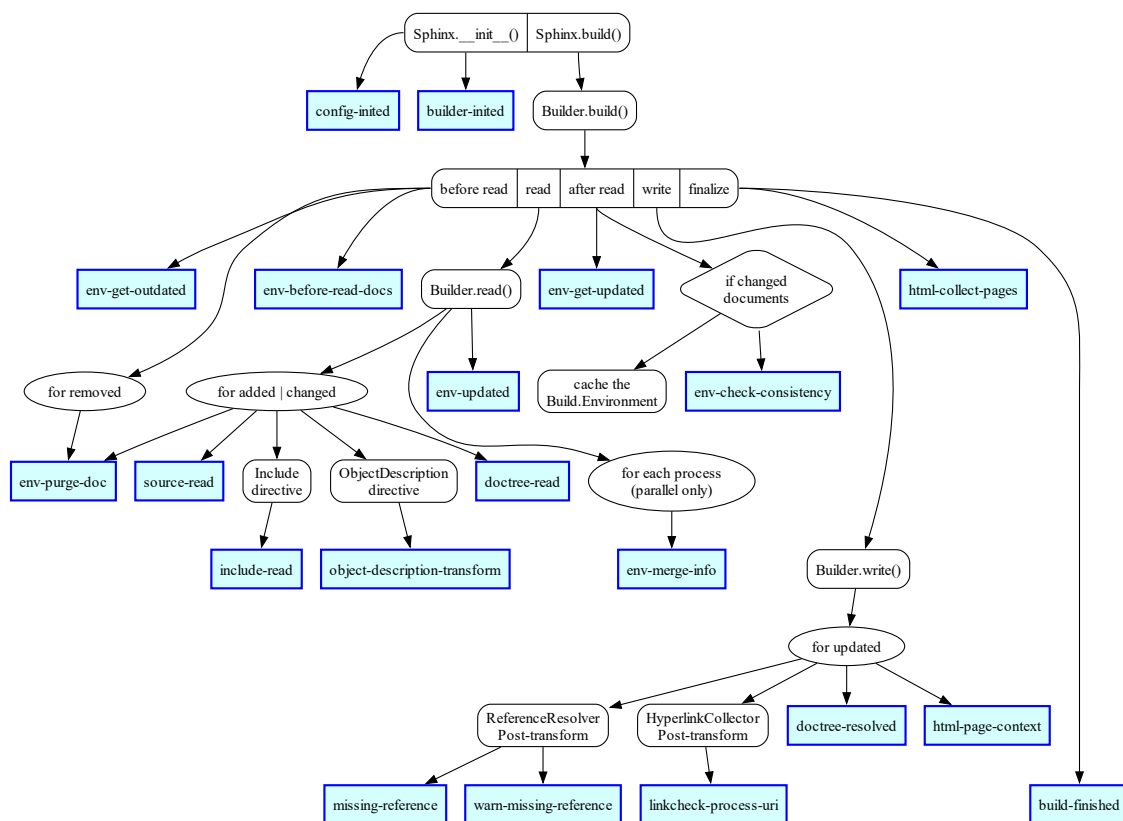 Sphinx.__init__() Sphinx.build()
config-inited builder-inited Builder.build()
before read read after read write finalize
env-get-outdated env-before-read-docs Builder.read() env-get-updated if changed
documents html-collect-pages
for removed for added | changed env-updated cache the
Build.Environment env-check-consistency
env-purge-doc source-read Include
directive ObjectDescription
directive doctree-read for each process
(parallel only)
include-read object-description-transform env-merge-info Builder.write()
for updated
ReferenceResolver
Post-transform HyperlinkCollector
Post-transform doctree-resolved html-page-context
missing-reference warn-missing-reference linkcheck-process-uri build-finished